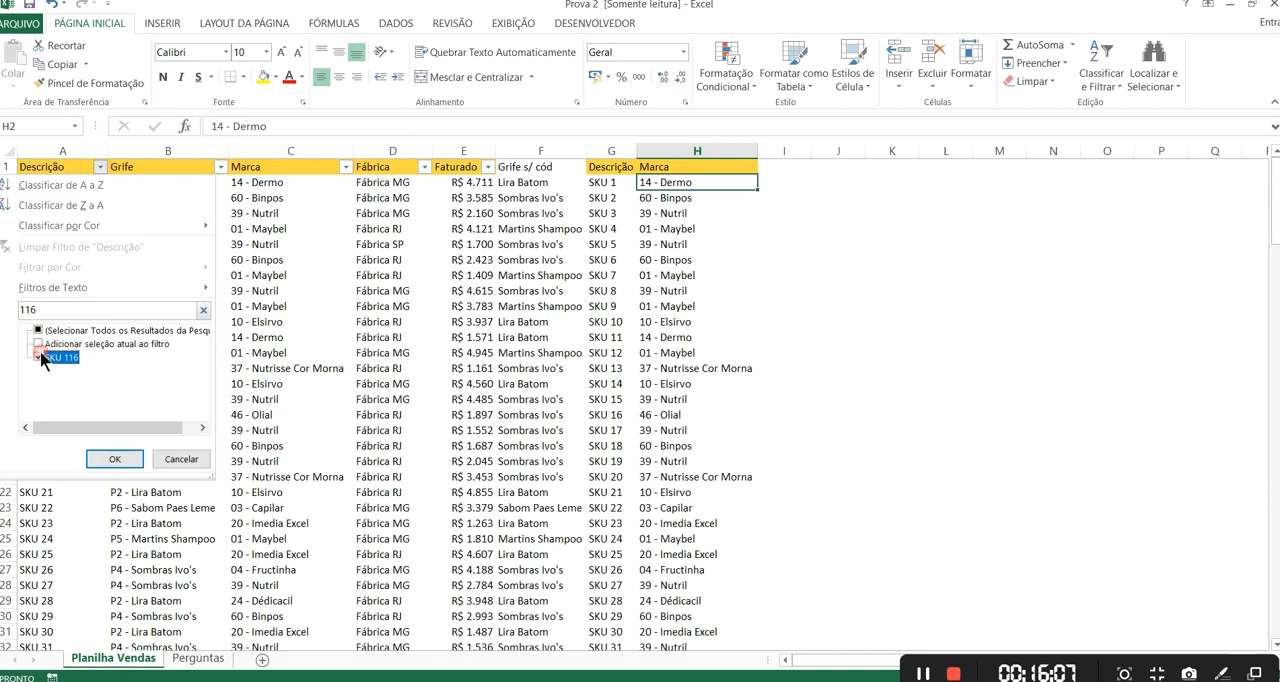 Prova 2 [Somente leitura] - Excel
ARQUIVO PÁGINA INICIAL INSERIR LAYOUT DA PÁGINA FÓRMULAS DADOS REVISÃO EXIBIÇÃO DESENVOLVEDOR Entra
Colar
Recortar
Copiar
Pincel de Formatação
Área de Transferência
Calibri 10
N I S
Fonte
Quebrar Texto Automaticamente
Mesclar e Centralizar
Alinhamento
Geral
% 000
Número
Formatação Condicional
Formatar como Tabela
Estilos de Célula
Estilo
Inserir Excluir Formatar
Células
AutoSoma
Preencher
Limpar
Classificar e Filtrar
Localizar e Selecionar
Edição
H2 fx 14 - Dermo
A B C D E F G H I J K L M N O P Q
1 Descrição Grife Marca Fábrica Faturado Grife s/ cód Descrição Marca
14 - Dermo Fábrica MG R$ 4.711 Lira Batom SKU 1 14 - Dermo
60 - Binpos Fábrica MG R$ 3.585 Sombras Ivo's SKU 2 60 - Binpos
39 - Nutril Fábrica MG R$ 2.160 Sombras Ivo's SKU 3 39 - Nutril
01 - Maybel Fábrica RJ R$ 4.121 Martins Shampoo SKU 4 01 - Maybel
39 - Nutril Fábrica SP R$ 1.700 Sombras Ivo's SKU 5 39 - Nutril
60 - Binpos Fábrica RJ R$ 2.423 Sombras Ivo's SKU 6 60 - Binpos
01 - Maybel Fábrica RJ R$ 1.409 Martins Shampoo SKU 7 01 - Maybel
39 - Nutril Fábrica MG R$ 4.615 Sombras Ivo's SKU 8 39 - Nutril
01 - Maybel Fábrica MG R$ 3.783 Martins Shampoo SKU 9 01 - Maybel
10 - Elsirvo Fábrica RJ R$ 3.937 Lira Batom SKU 10 10 - Elsirvo
14 - Dermo Fábrica RJ R$ 1.571 Lira Batom SKU 11 14 - Dermo
01 - Maybel Fábrica MG R$ 4.945 Martins Shampoo SKU 12 01 - Maybel
37 - Nutrisse Cor Morna Fábrica RJ R$ 1.161 Sombras Ivo's SKU 13 37 - Nutrisse Cor Morna
10 - Elsirvo Fábrica MG R$ 4.560 Lira Batom SKU 14 10 - Elsirvo
39 - Nutril Fábrica MG R$ 4.485 Sombras Ivo's SKU 15 39 - Nutril
46 - Olial Fábrica RJ R$ 1.897 Sombras Ivo's SKU 16 46 - Olial
39 - Nutril Fábrica RJ R$ 1.552 Sombras Ivo's SKU 17 39 - Nutril
60 - Binpos Fábrica MG R$ 1.687 Sombras Ivo's SKU 18 60 - Binpos
39 - Nutril Fábrica RJ R$ 2.045 Sombras Ivo's SKU 19 39 - Nutril
37 - Nutrisse Cor Morna Fábrica RJ R$ 3.453 Sombras Ivo's SKU 20 37 - Nutrisse Cor Morna
Classificar de A a Z
Classificar de Z a A
Classificar por Cor
Limpar Filtro de "Descrição"
Filtrar por Cor
Filtros de Texto
116
(Selecionar Todos os Resultados da Pesqu
Adicionar seleção atual ao filtro
SKU 116
OK Cancelar
22 SKU 21 P2 - Lira Batom 10 - Elsirvo Fábrica RJ R$ 4.855 Lira Batom SKU 21 10 - Elsirvo
23 SKU 22 P6 - Sabom Paes Leme 03 - Capilar Fábrica MG R$ 3.379 Sabom Paes Leme SKU 22 03 - Capilar
24 SKU 23 P2 - Lira Batom 20 - Imedia Excel Fábrica MG R$ 1.263 Lira Batom SKU 23 20 - Imedia Excel
25 SKU 24 P5 - Martins Shampoo 01 - Maybel Fábrica MG R$ 1.810 Martins Shampoo SKU 24 01 - Maybel
26 SKU 25 P2 - Lira Batom 20 - Imedia Excel Fábrica RJ R$ 4.607 Lira Batom SKU 25 20 - Imedia Excel
27 SKU 26 P4 - Sombras Ivo's 04 - Fructinha Fábrica MG R$ 4.188 Sombras Ivo's SKU 26 04 - Fructinha
28 SKU 27 P4 - Sombras Ivo's 39 - Nutril Fábrica MG R$ 2.784 Sombras Ivo's SKU 27 39 - Nutril
29 SKU 28 P2 - Lira Batom 24 - Dédicacil Fábrica RJ R$ 3.948 Lira Batom SKU 28 24 - Dédicacil
30 SKU 29 P4 - Sombras Ivo's 60 - Binpos Fábrica RJ R$ 2.993 Sombras Ivo's SKU 29 60 - Binpos
31 SKU 30 P2 - Lira Batom 20 - Imedia Excel Fábrica MG R$ 1.487 Lira Batom SKU 30 20 - Imedia Excel
32 SKU 31 P4 - Sombras Ivo's 39 - Nutril Fábrica MG R$ 1.536 Sombras Ivo's SKU 31 39 - Nutril
Planilha Vendas Perguntas
PRONTO
00:16:07